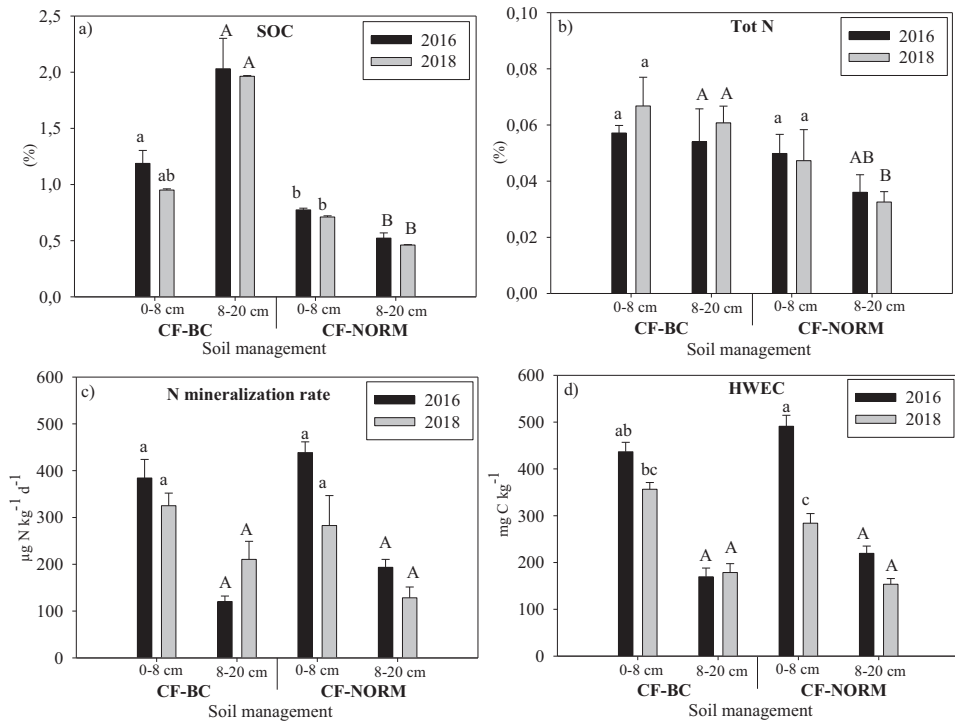 a)
SOC
2016
2018
2,5
2,0
1,5
1,0
0,5
0,0
(%)
a
ab
A
A
b
b
B
B
0-8 cm
8-20 cm
0-8 cm
8-20 cm
CF-BC
CF-NORM
Soil management
b)
Tot N
2016
2018
0,10
0,08
0,06
0,04
0,02
0,00
(%)
a
a
A
A
a
a
AB
B
0-8 cm
8-20 cm
0-8 cm
8-20 cm
CF-BC
CF-NORM
Soil management
c)
N mineralization rate
2016
2018
600
500
400
300
200
100
0
µg N kg⁻¹ d⁻¹
a
a
A
A
a
a
A
A
0-8 cm
8-20 cm
0-8 cm
8-20 cm
CF-BC
CF-NORM
Soil management
d)
HWEC
2016
2018
600
500
400
300
200
100
0
mg C kg⁻¹
ab
bc
A
A
a
c
A
A
0-8 cm
8-20 cm
0-8 cm
8-20 cm
CF-BC
CF-NORM
Soil management